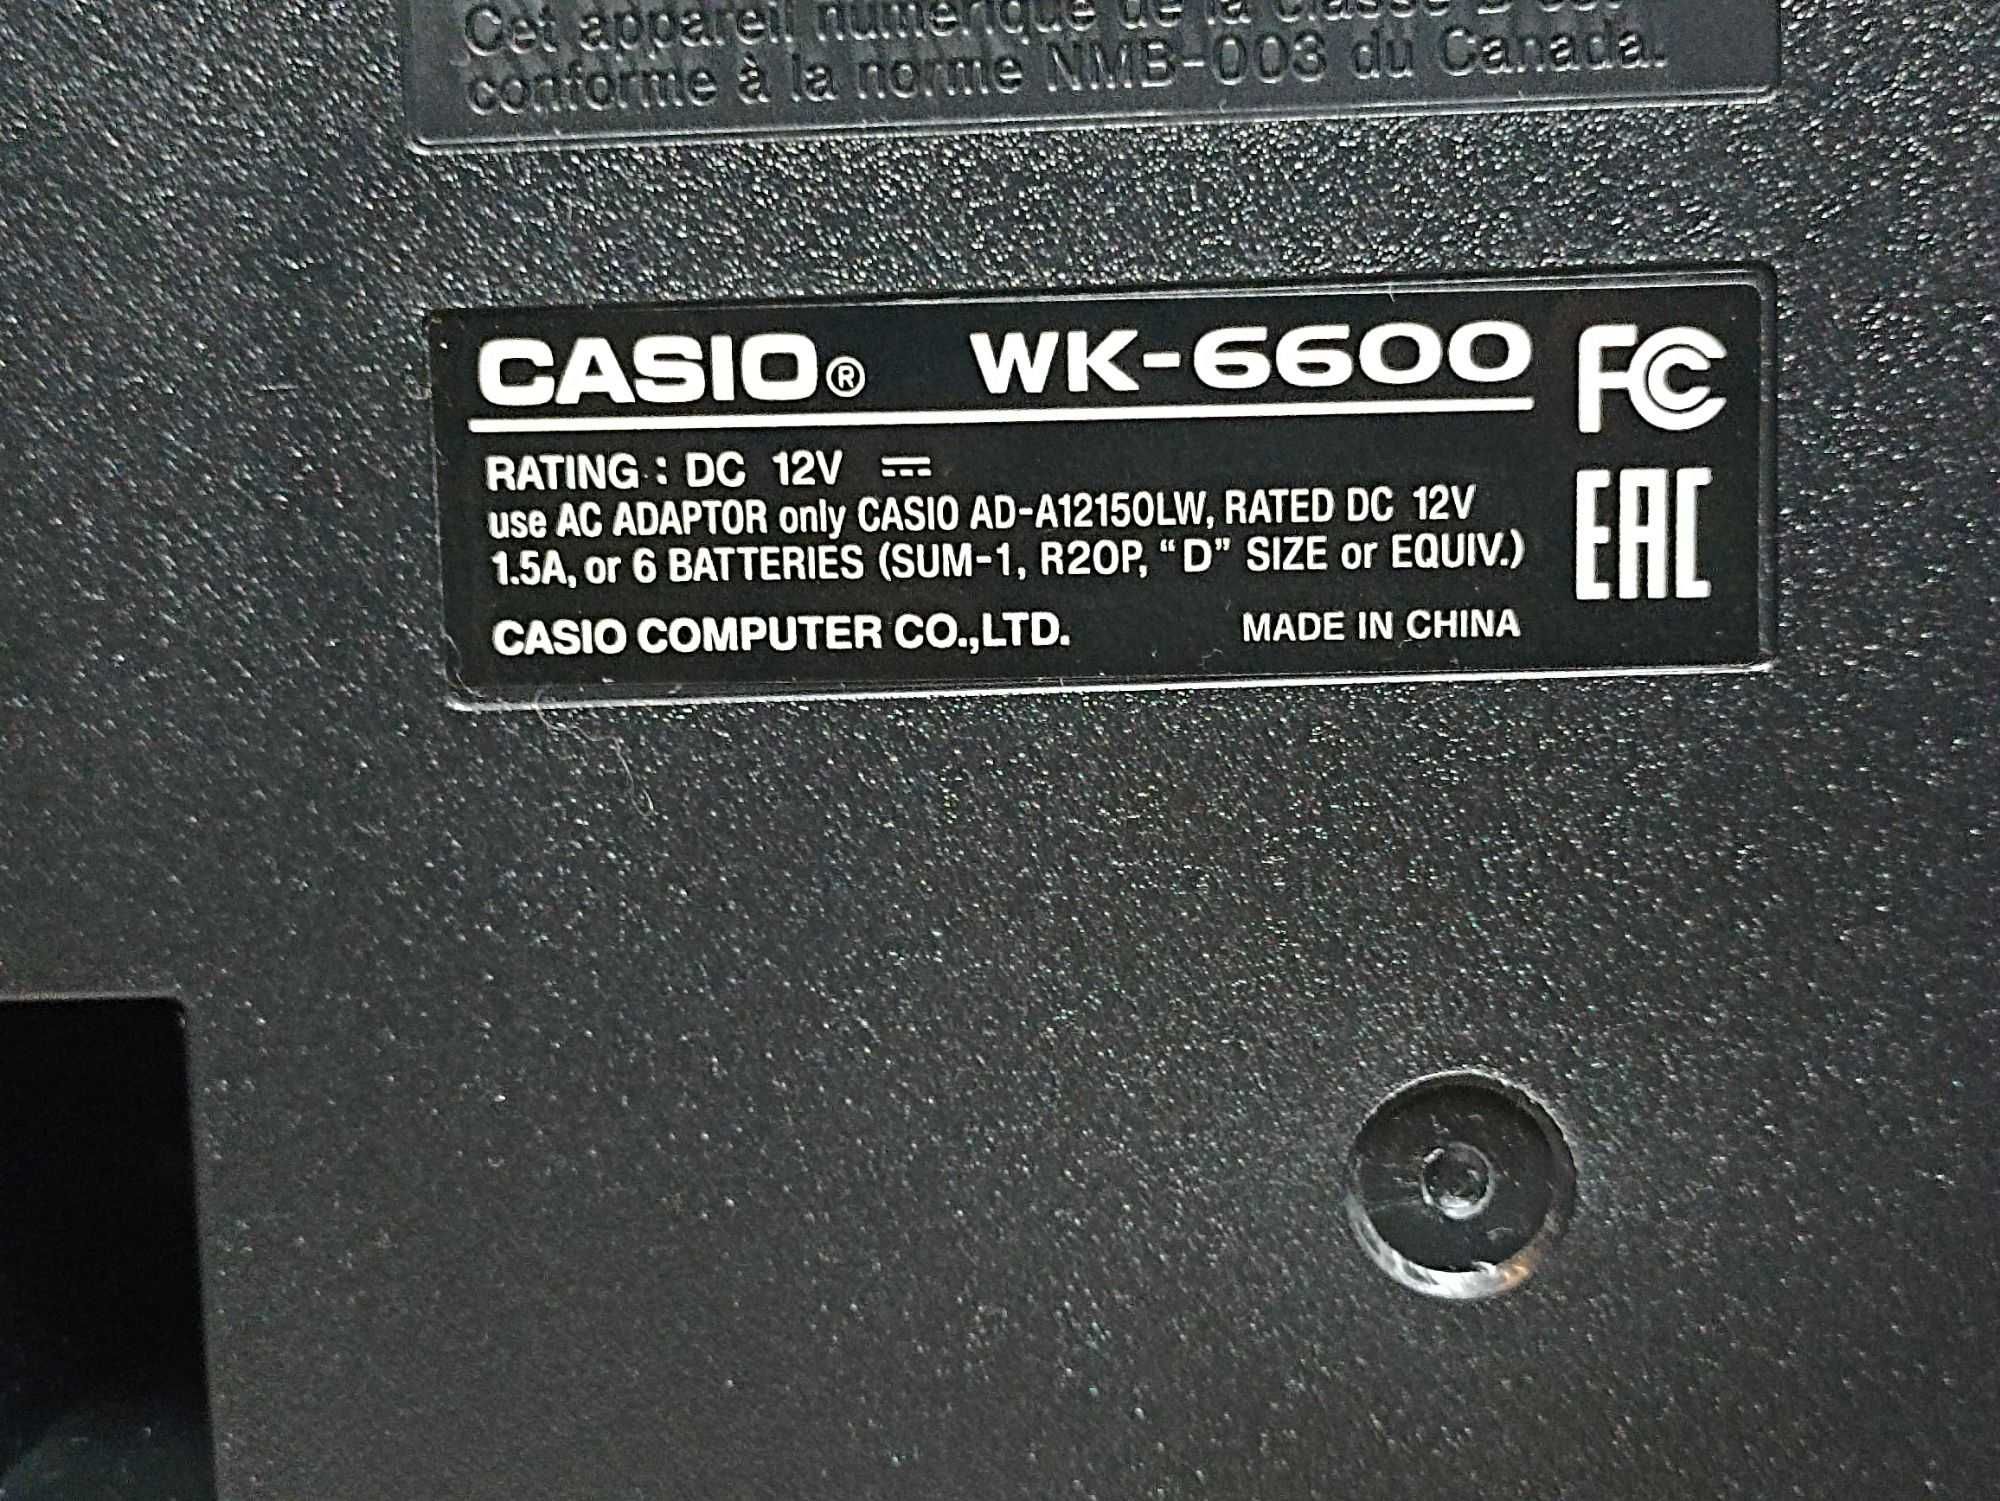 Cet appareil numérique de la classe B est
conforme à la norme NMB-003 du Canada.
CASIO® WK-6600 FC
RATING : DC 12V ⎓
use AC ADAPTOR only CASIO AD-A12150LW, RATED DC 12V
1.5A, or 6 BATTERIES (SUM-1, R20P, “D” SIZE or EQUIV.)
EAC
CASIO COMPUTER CO.,LTD. MADE IN CHINA